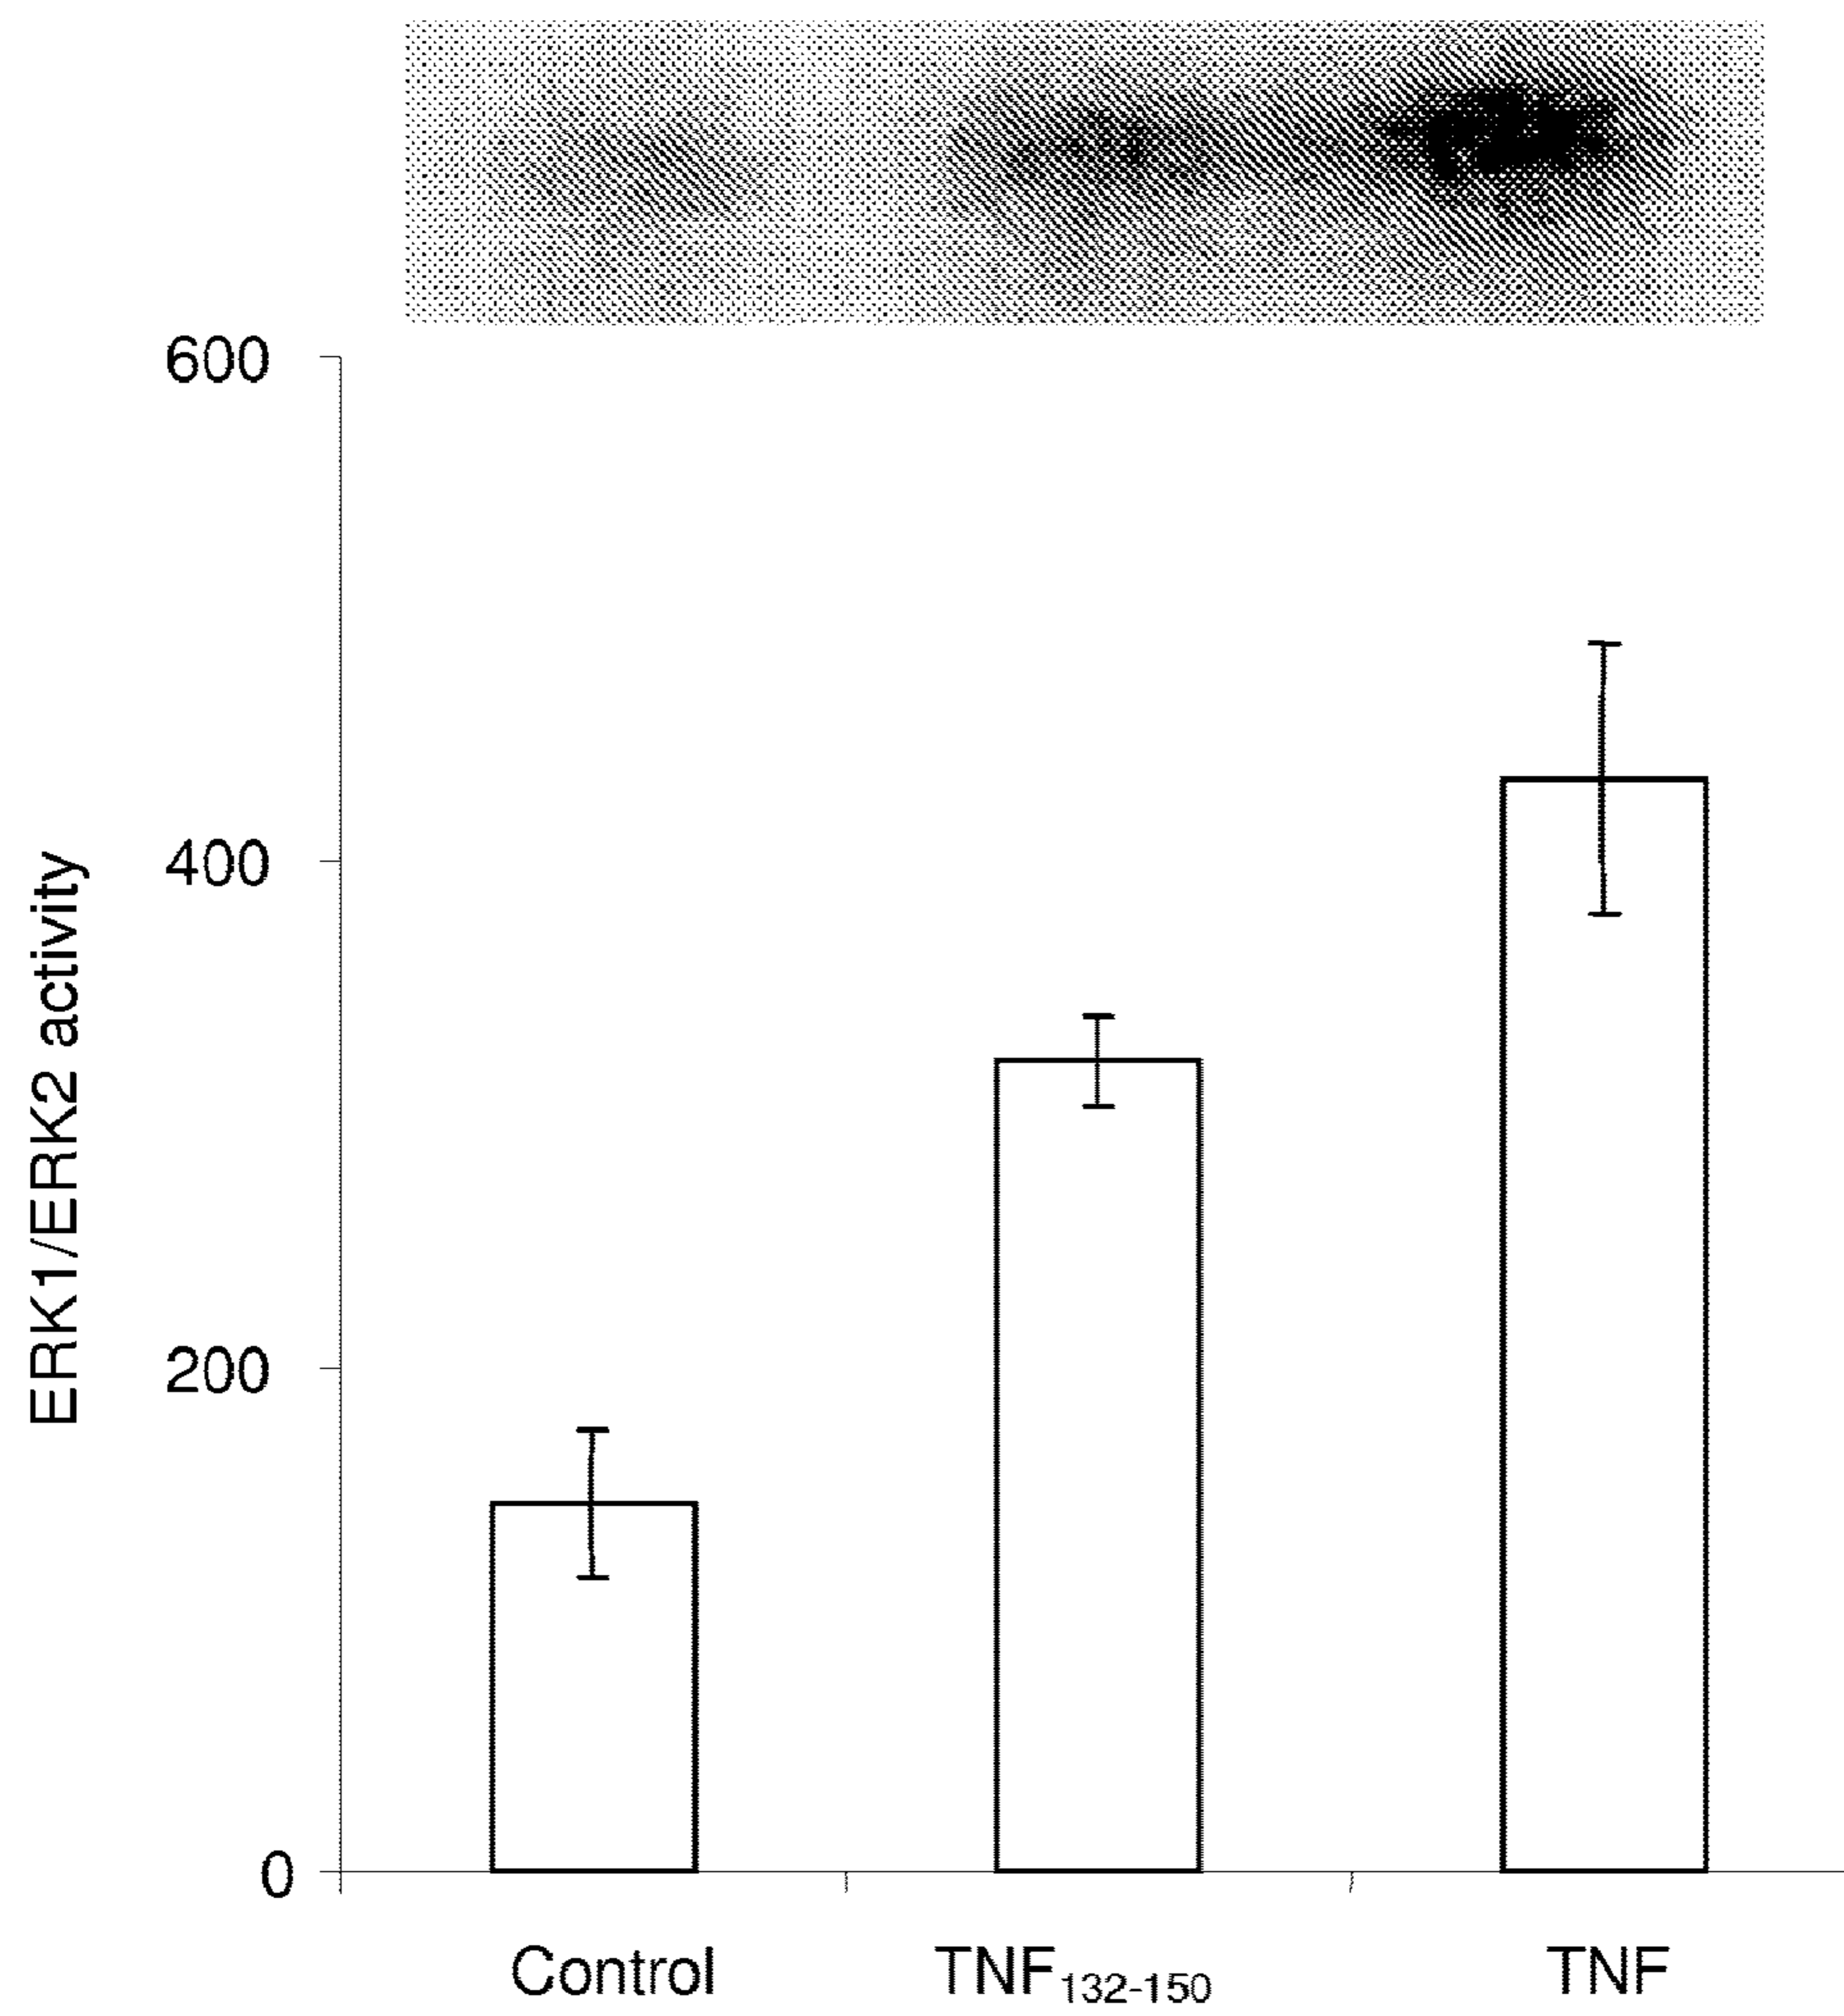 600
400
200
0
ERK1/ERK2 activity
Control TNF132-150 TNF